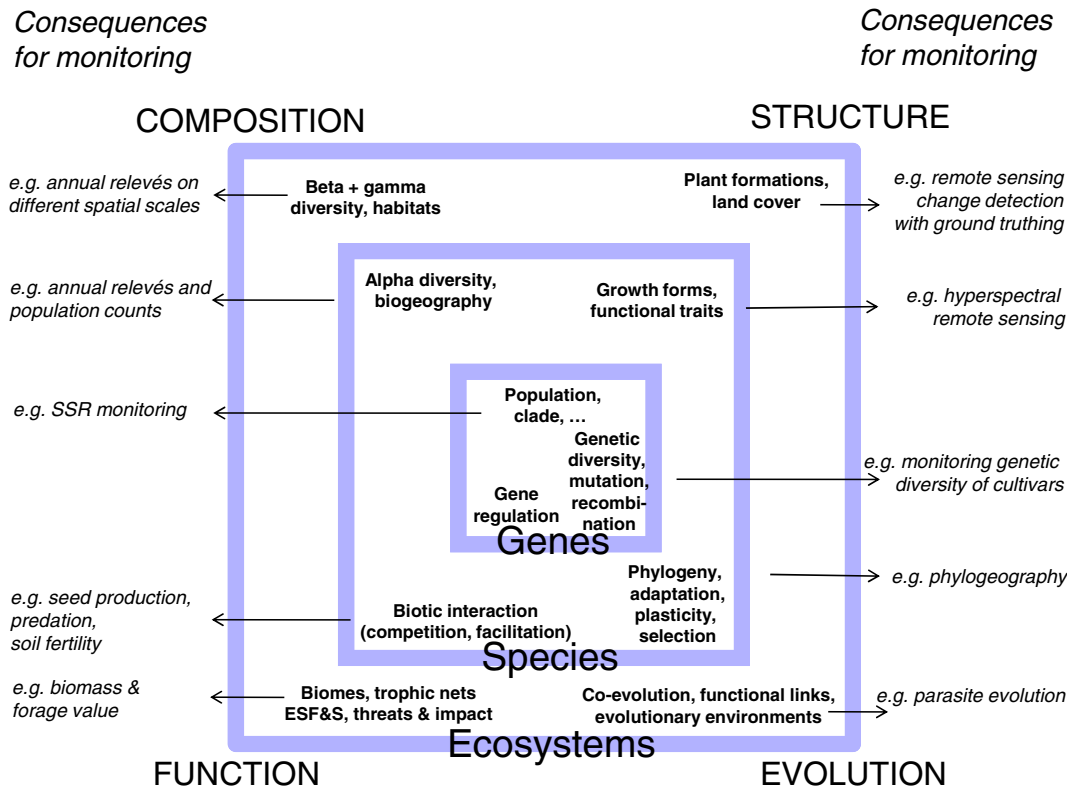 Consequences
for monitoring
Consequences
for monitoring
COMPOSITION
STRUCTURE
e.g. annual relevés on
different spatial scales
Beta + gamma
diversity, habitats
Plant formations,
land cover
e.g. remote sensing
change detection
with ground truthing
e.g. annual relevés and
population counts
Alpha diversity,
biogeography
Growth forms,
functional traits
e.g. hyperspectral
remote sensing
e.g. SSR monitoring
Population,
clade, …
Genetic
diversity,
mutation,
recombi-
nation
Gene
regulation
Genes
e.g. monitoring genetic
diversity of cultivars
e.g. seed production,
predation,
soil fertility
Biotic interaction
(competition, facilitation)
Phylogeny,
adaptation,
plasticity,
selection
Species
e.g. phylogeography
e.g. biomass &
forage value
Biomes, trophic nets
ESF&S, threats & impact
Co-evolution, functional links,
evolutionary environments
e.g. parasite evolution
Ecosystems
FUNCTION
EVOLUTION